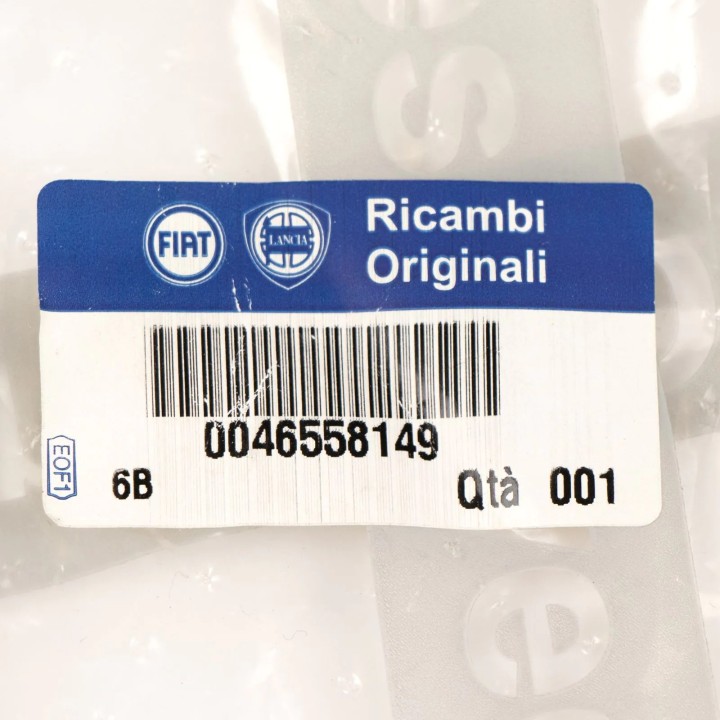 FIAT
LANCIA
Ricambi
Originali
0046558149
EOF1
6B
Qtà 001